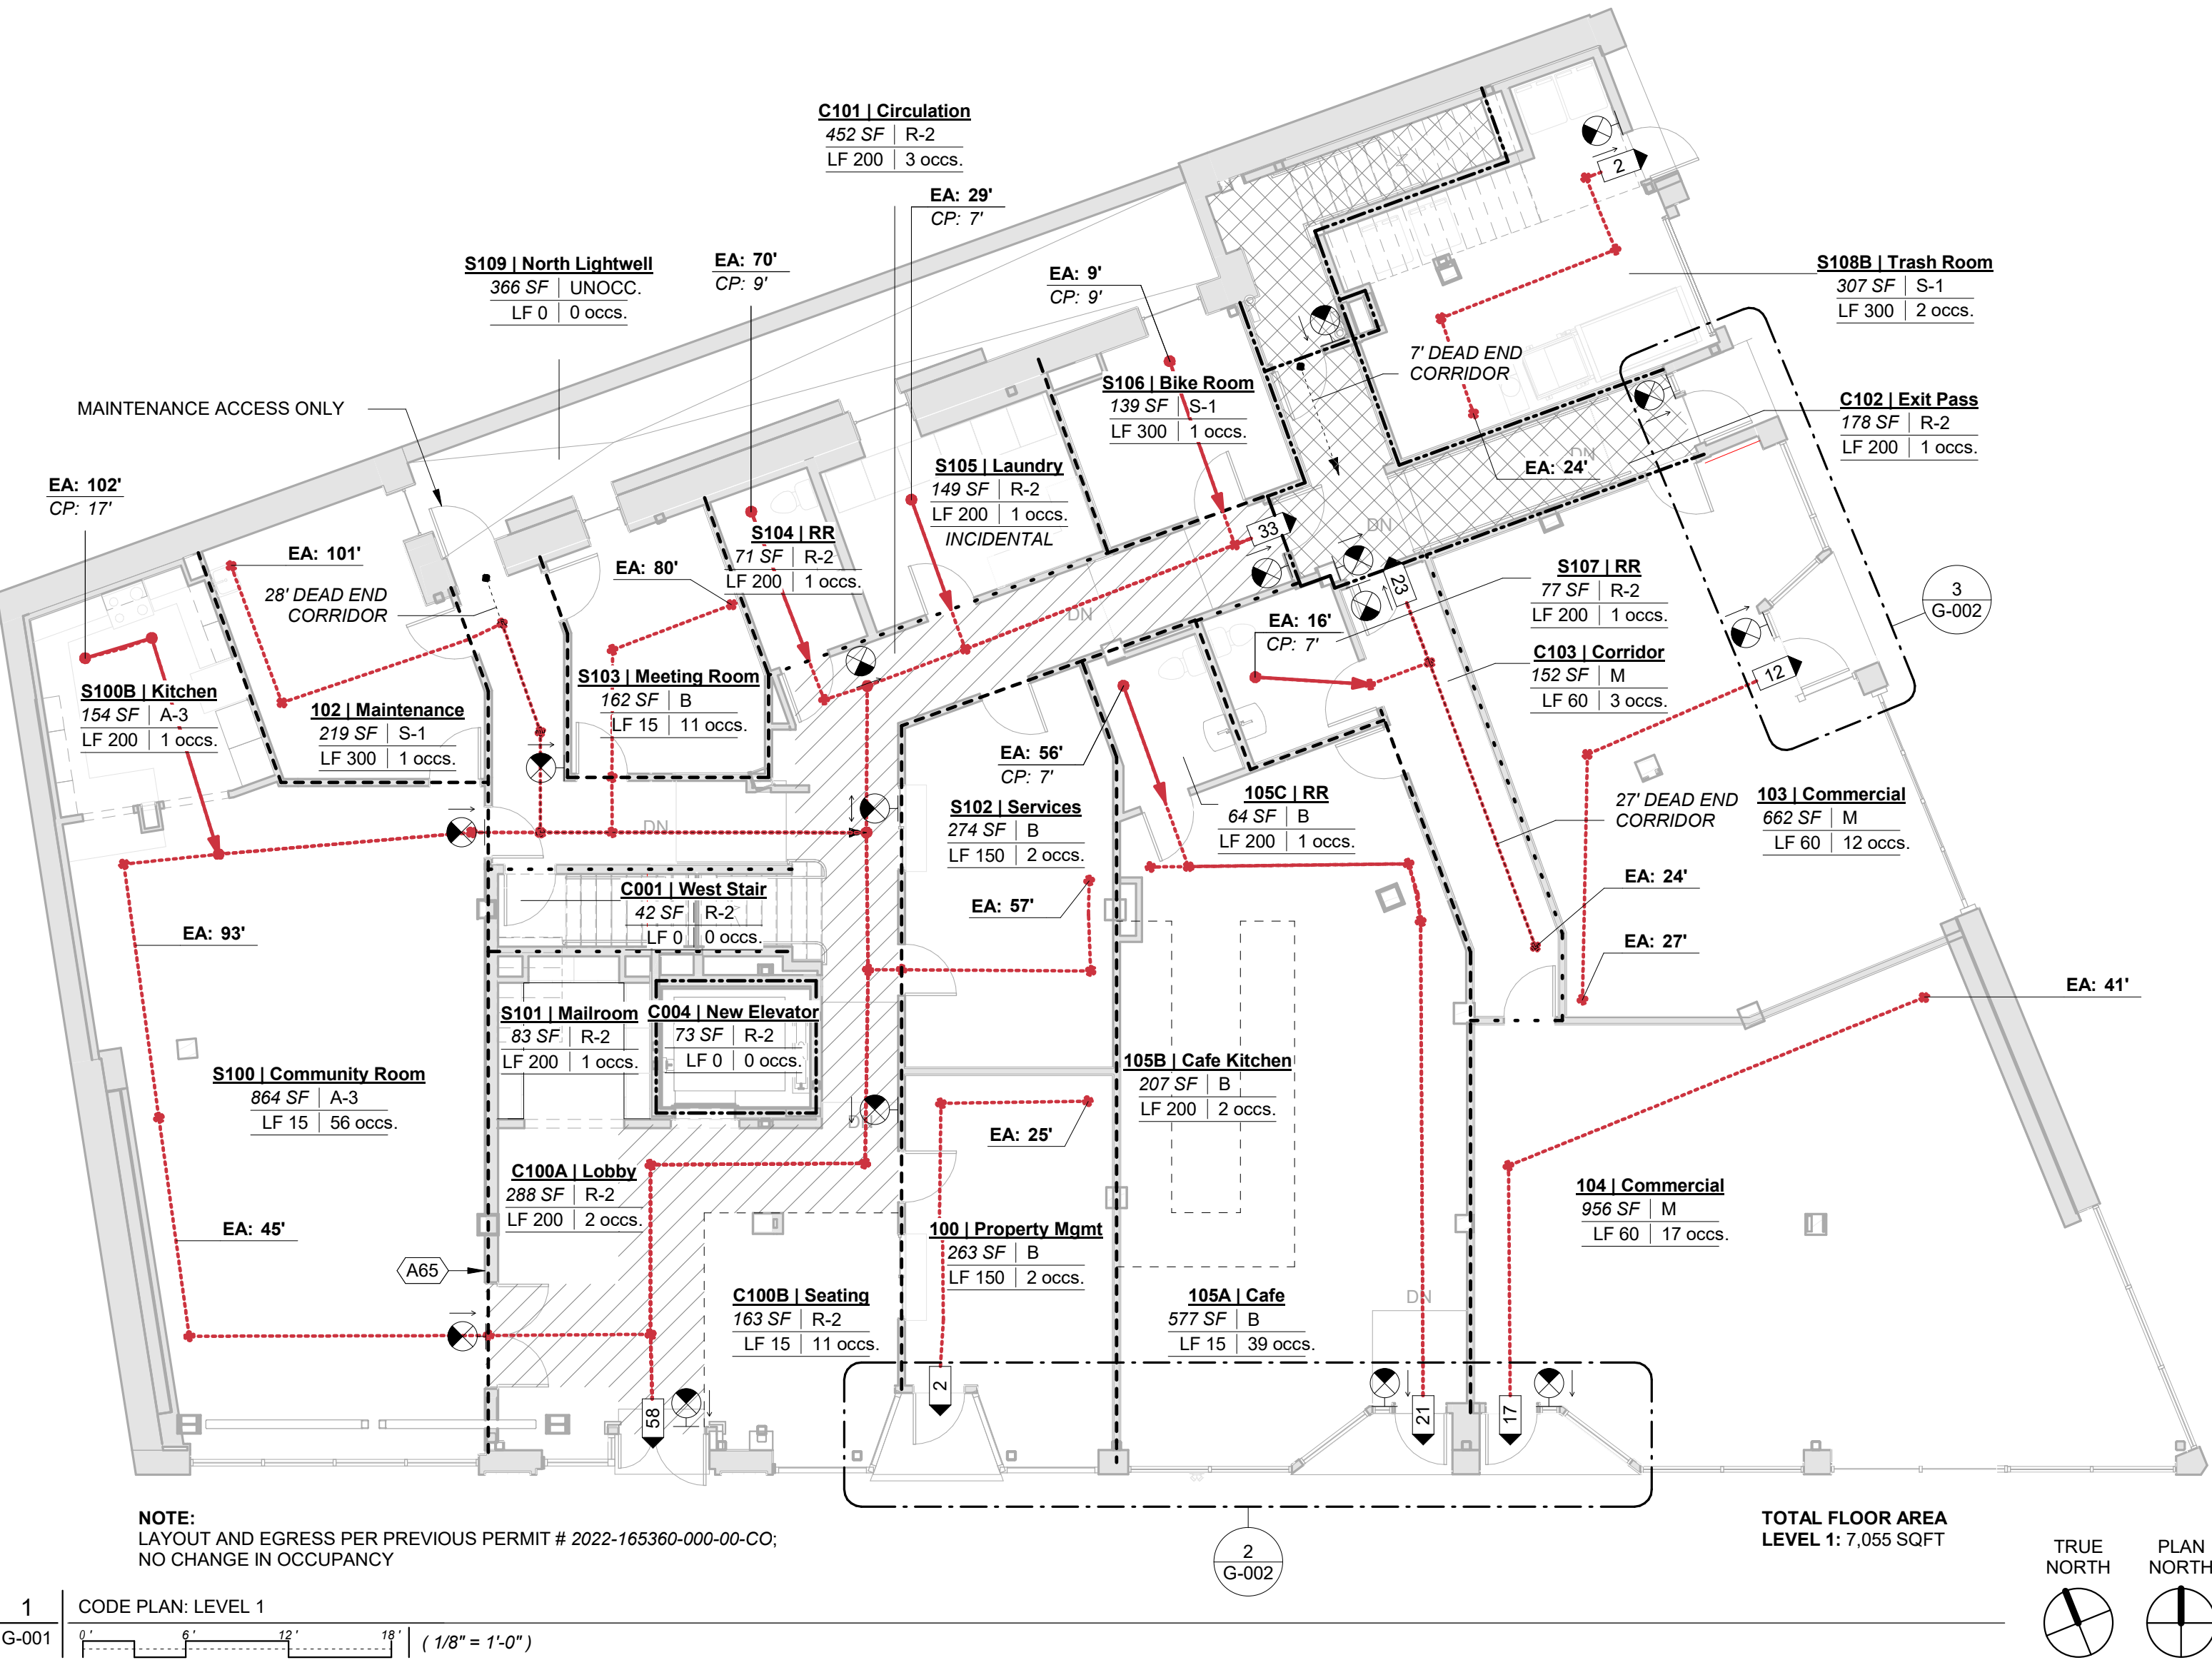 C101 | Circulation
452 SF | R-2
LF 200 | 3 occs.
EA: 29'
CP: 7'
S109 | North Lightwell
366 SF | UNOCC.
LF 0 | 0 occs.
EA: 70'
CP: 9'
EA: 9'
CP: 9'
2
S108B | Trash Room
307 SF | S-1
LF 300 | 2 occs.
7' DEAD END
CORRIDOR
MAINTENANCE ACCESS ONLY
S106 | Bike Room
139 SF | S-1
LF 300 | 1 occs.
C102 | Exit Pass
178 SF | R-2
LF 200 | 1 occs.
DN
EA: 24'
EA: 102'
CP: 17'
S105 | Laundry
149 SF | R-2
LF 200 | 1 occs.
INCIDENTAL
S104 | RR
71 SF | R-2
LF 200 | 1 occs.
33
DN
EA: 101'
EA: 80'
28' DEAD END
CORRIDOR
DN
23
S107 | RR
77 SF | R-2
LF 200 | 1 occs.
3
G-002
EA: 16'
CP: 7'
C103 | Corridor
152 SF | M
LF 60 | 3 occs.
12
S100B | Kitchen
154 SF | A-3
LF 200 | 1 occs.
102 | Maintenance
219 SF | S-1
LF 300 | 1 occs.
S103 | Meeting Room
162 SF | B
LF 15 | 11 occs.
EA: 56'
CP: 7'
S102 | Services
274 SF | B
LF 150 | 2 occs.
105C | RR
64 SF | B
LF 200 | 1 occs.
27' DEAD END
CORRIDOR
103 | Commercial
662 SF | M
LF 60 | 12 occs.
DN
C001 | West Stair
42 SF | R-2
LF 0 | 0 occs.
EA: 57'
EA: 24'
EA: 93'
EA: 27'
EA: 41'
S101 | Mailroom
83 SF | R-2
LF 200 | 1 occs.
C004 | New Elevator
73 SF | R-2
LF 0 | 0 occs.
S100 | Community Room
864 SF | A-3
LF 15 | 56 occs.
105B | Cafe Kitchen
207 SF | B
LF 200 | 2 occs.
DN
EA: 25'
C100A | Lobby
288 SF | R-2
LF 200 | 2 occs.
104 | Commercial
956 SF | M
LF 60 | 17 occs.
EA: 45'
100 | Property Mgmt
263 SF | B
LF 150 | 2 occs.
A65
C100B | Seating
163 SF | R-2
LF 15 | 11 occs.
105A | Cafe
577 SF | B
LF 15 | 39 occs.
DN
2
58
21
17
NOTE:
LAYOUT AND EGRESS PER PREVIOUS PERMIT # 2022-165360-000-00-CO;
NO CHANGE IN OCCUPANCY
2
G-002
TOTAL FLOOR AREA
LEVEL 1: 7,055 SQFT
TRUE
NORTH
PLAN
NORTH
1
G-001
CODE PLAN: LEVEL 1
0' 6' 12' 18'
( 1/8" = 1'-0" )